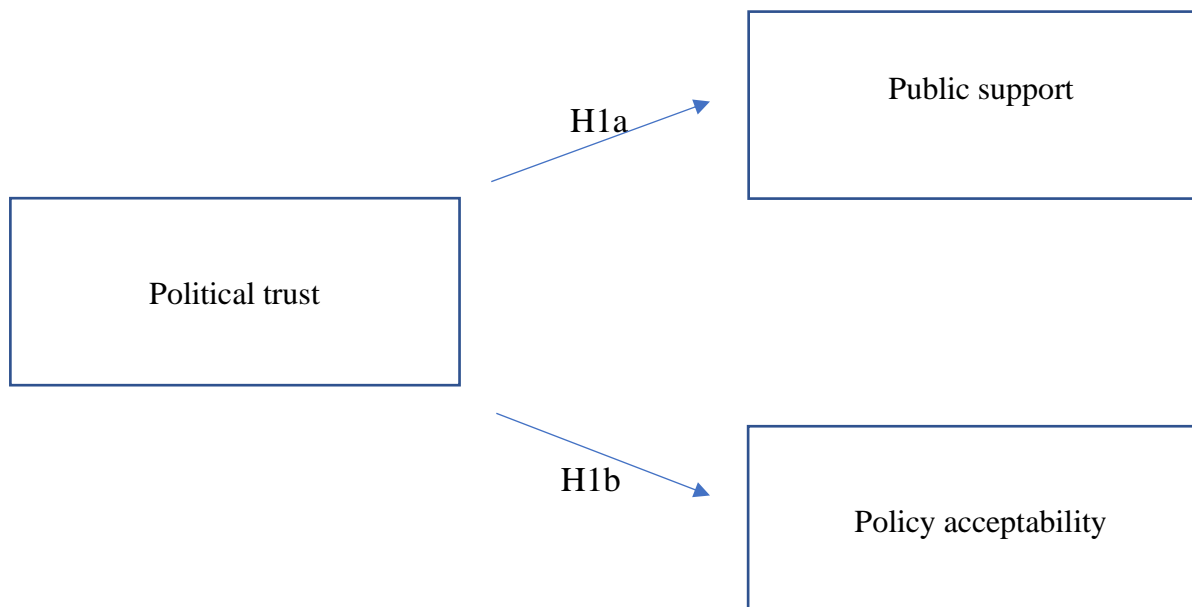 Public support
H1a
Political trust
H1b
Policy acceptability